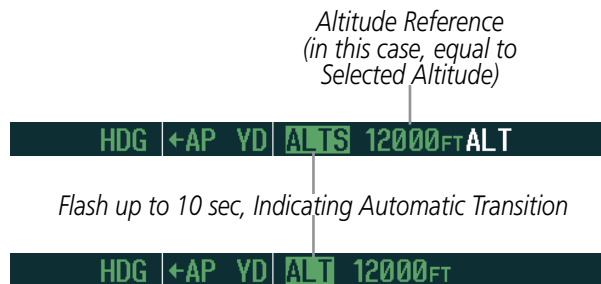 Altitude Reference
(in this case, equal to
Selected Altitude)
HDG ←AP YD ALTS 12000FT ALT
Flash up to 10 sec, Indicating Automatic Transition
HDG ←AP YD ALT 12000FT